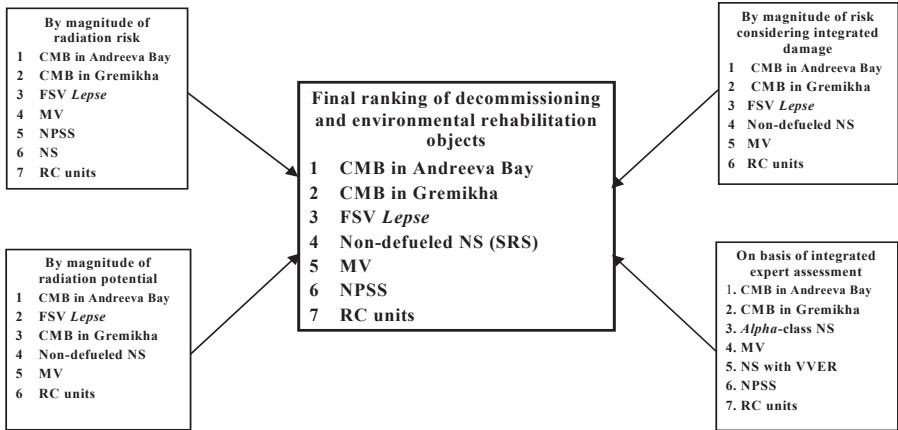 By magnitude of
radiation risk
1 CMB in Andreeva Bay
2 CMB in Gremikha
3 FSV Lepse
4 MV
5 NPSS
6 NS
7 RC units
By magnitude of risk
considering integrated
damage
1 CMB in Andreeva Bay
2 CMB in Gremikha
3 FSV Lepse
4 Non-defueled NS
5 MV
6 RC units
Final ranking of decommissioning
and environmental rehabilitation
objects
1 CMB in Andreeva Bay
2 CMB in Gremikha
3 FSV Lepse
4 Non-defueled NS (SRS)
5 MV
6 NPSS
7 RC units
By magnitude of
radiation potential
1 CMB in Andreeva Bay
2 FSV Lepse
3 CMB in Gremikha
4 Non-defueled NS
5 MV
6 RC units
On basis of integrated
expert assessment
1. CMB in Andreeva Bay
2. CMB in Gremikha
3. Alpha-class NS
4. MV
5. NS with VVER
6. NPSS
7. RC units